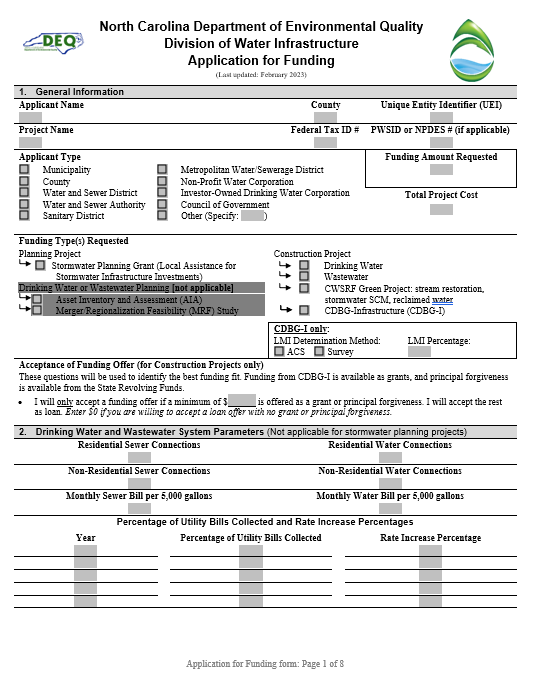 DEQ
North Carolina Department of Environmental Quality
Division of Water Infrastructure
Application for Funding
(Last updated: February 2023)
1. General Information
Applicant Name County Unique Entity Identifier (UEI)
Project Name Federal Tax ID # PWSID or NPDES # (if applicable)
Applicant Type
Municipality
County
Water and Sewer District
Water and Sewer Authority
Sanitary District
Metropolitan Water/Sewerage District
Non-Profit Water Corporation
Investor-Owned Drinking Water Corporation
Council of Government
Other (Specify: )
Funding Amount Requested
Total Project Cost
Funding Type(s) Requested
Planning Project
Stormwater Planning Grant (Local Assistance for
Stormwater Infrastructure Investments)
Drinking Water or Wastewater Planning [not applicable]
Asset Inventory and Assessment (AIA)
Merger/Regionalization Feasibility (MRF) Study
Construction Project
Drinking Water
Wastewater
CWSRF Green Project: stream restoration,
stormwater SCM, reclaimed water
CDBG-Infrastructure (CDBG-I)
CDBG-I only:
LMI Determination Method: LMI Percentage:
ACS Survey
Acceptance of Funding Offer (for Construction Projects only)
These questions will be used to identify the best funding fit. Funding from CDBG-I is available as grants, and principal forgiveness
is available from the State Revolving Funds.
• I will only accept a funding offer if a minimum of $ is offered as a grant or principal forgiveness. I will accept the rest
as loan. Enter $0 if you are willing to accept a loan offer with no grant or principal forgiveness.
2. Drinking Water and Wastewater System Parameters (Not applicable for stormwater planning projects)
Residential Sewer Connections Residential Water Connections
Non-Residential Sewer Connections Non-Residential Water Connections
Monthly Sewer Bill per 5,000 gallons Monthly Water Bill per 5,000 gallons
Percentage of Utility Bills Collected and Rate Increase Percentages
Year Percentage of Utility Bills Collected Rate Increase Percentage
Application for Funding form: Page 1 of 8